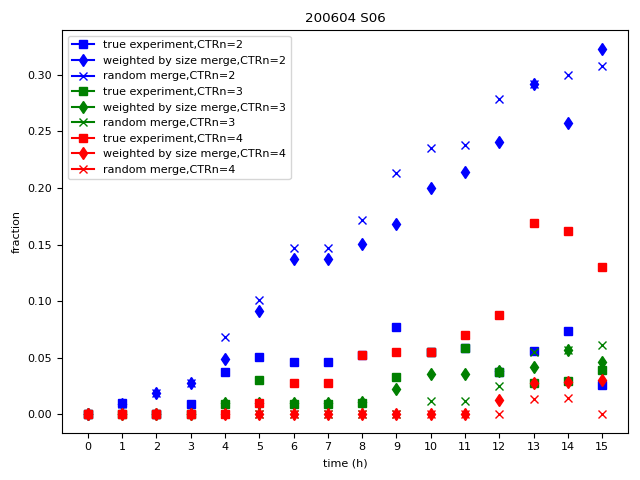 200604 S06
true experiment,CTRn=2
weighted by size merge,CTRn=2
random merge,CTRn=2
true experiment,CTRn=3
weighted by size merge,CTRn=3
random merge,CTRn=3
true experiment,CTRn=4
weighted by size merge,CTRn=4
random merge,CTRn=4
fraction
0.30
0.25
0.20
0.15
0.10
0.05
0.00
0 1 2 3 4 5 6 7 8 9 10 11 12 13 14 15
time (h)